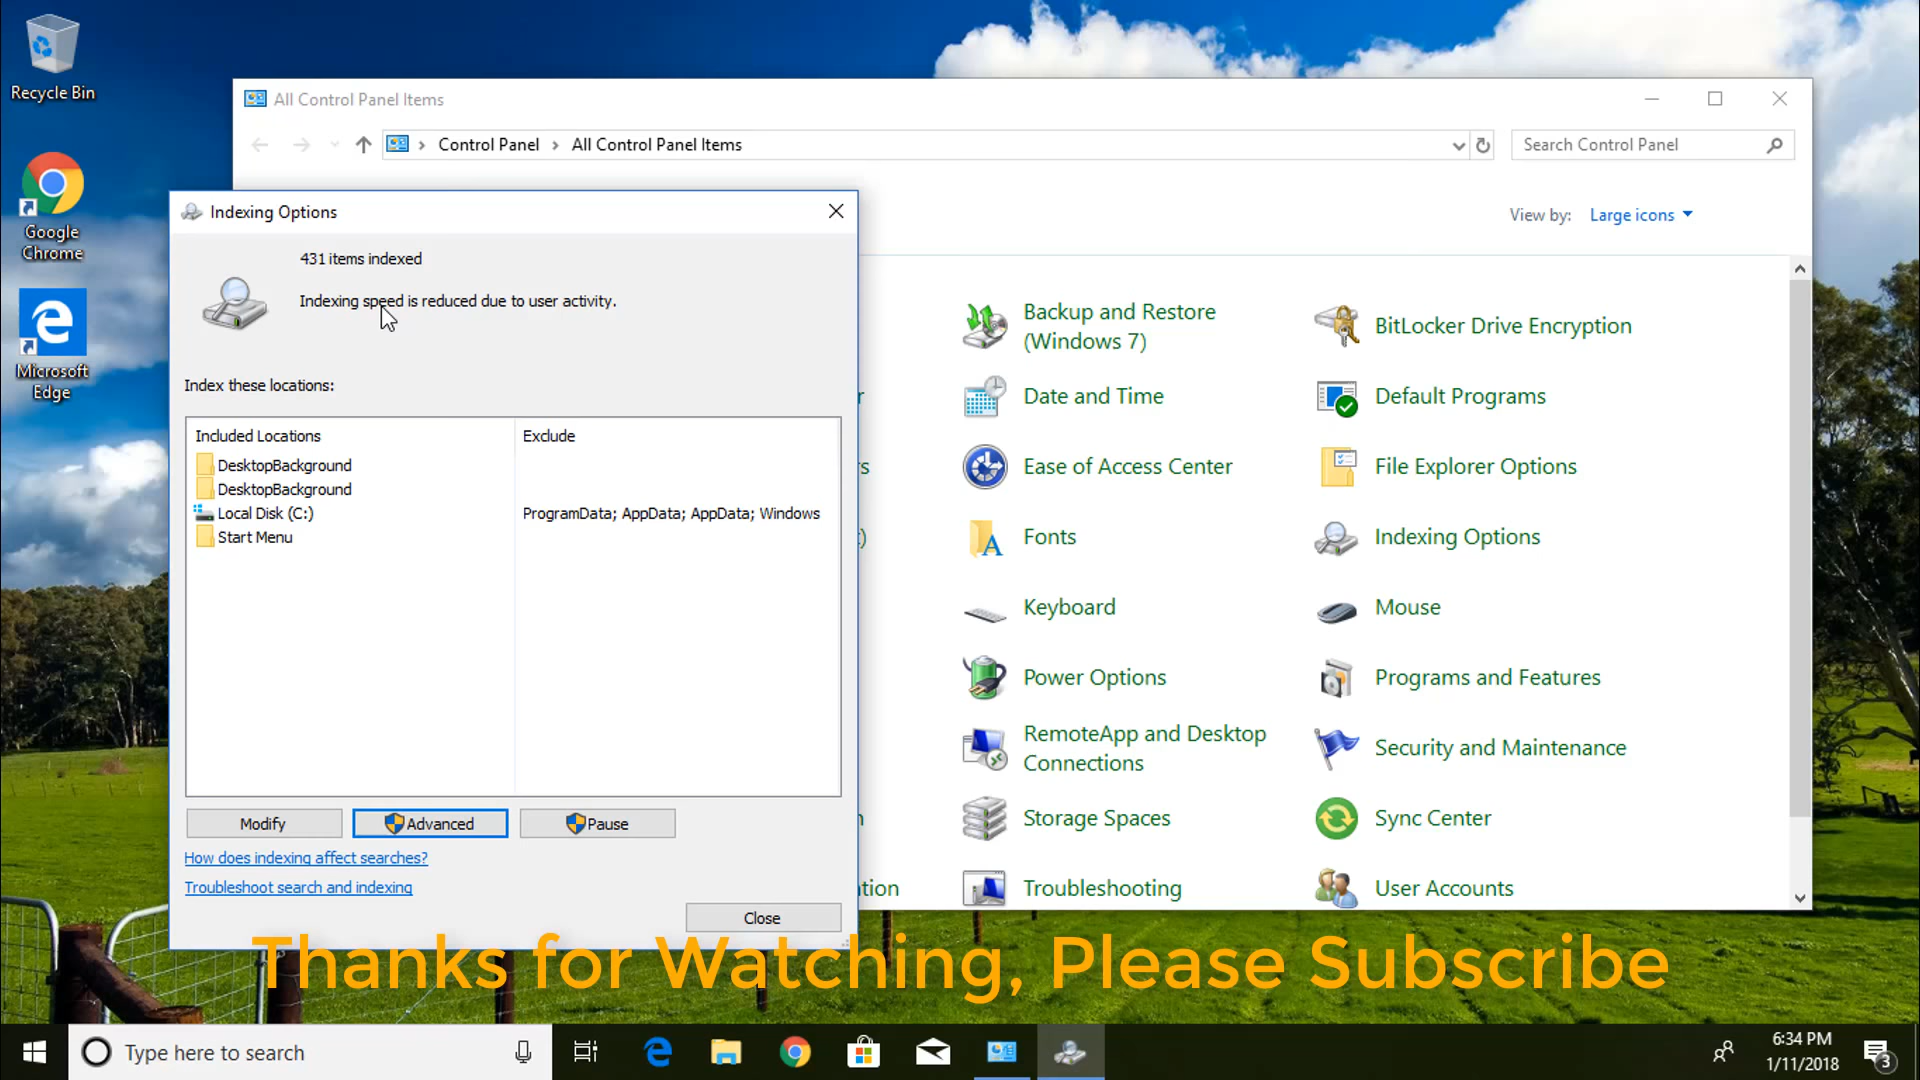 Recycle Bin
Google
Chrome
Microsoft
Edge
All Control Panel Items
Control Panel
All Control Panel Items
Search Control Panel
View by:
Large icons
Indexing Options
431 items indexed
Indexing speed is reduced due to user activity.
Index these locations:
Included Locations
Exclude
DesktopBackground
DesktopBackground
Local Disk (C:)
ProgramData; AppData; AppData; Windows
Start Menu
Modify
Advanced
Pause
How does indexing affect searches?
Troubleshoot search and indexing
Close
Backup and Restore
(Windows 7)
BitLocker Drive Encryption
Date and Time
Default Programs
Ease of Access Center
File Explorer Options
Fonts
Indexing Options
Keyboard
Mouse
Power Options
Programs and Features
RemoteApp and Desktop
Connections
Security and Maintenance
Storage Spaces
Sync Center
Troubleshooting
User Accounts
Thanks for Watching, Please Subscribe
Type here to search
6:34 PM
1/11/2018
3